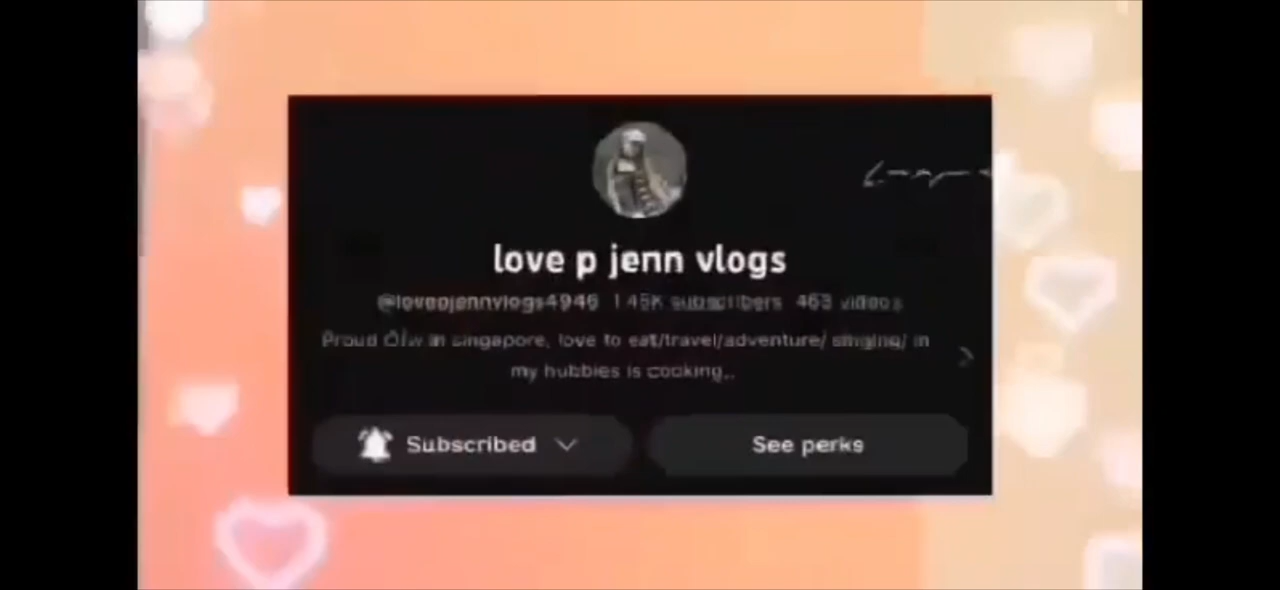 love p jenn vlogs
@lovepjennvlogs4946 1.45K subscribers 463 videos
Proud Ofw in singapore, love to eat/travel/adventure/ singing/ in
my hubbies is cooking,,
Subscribed
See perks